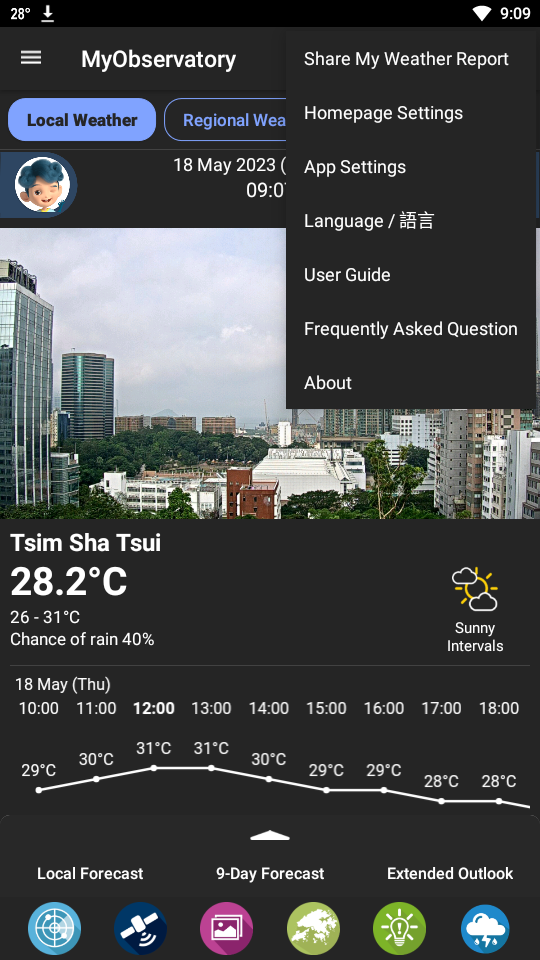 28° 9:09
MyObservatory
Share My Weather Report
Homepage Settings
App Settings
Language / 語言
User Guide
Frequently Asked Question
About
Local Weather
Regional Wea
18 May 2023 (
09:07
Tsim Sha Tsui
28.2°C
26 - 31°C
Chance of rain 40%
Sunny
Intervals
18 May (Thu)
10:00 11:00 12:00 13:00 14:00 15:00 16:00 17:00 18:00
29°C 30°C 31°C 31°C 30°C 29°C 29°C 28°C 28°C
Local Forecast 9-Day Forecast Extended Outlook